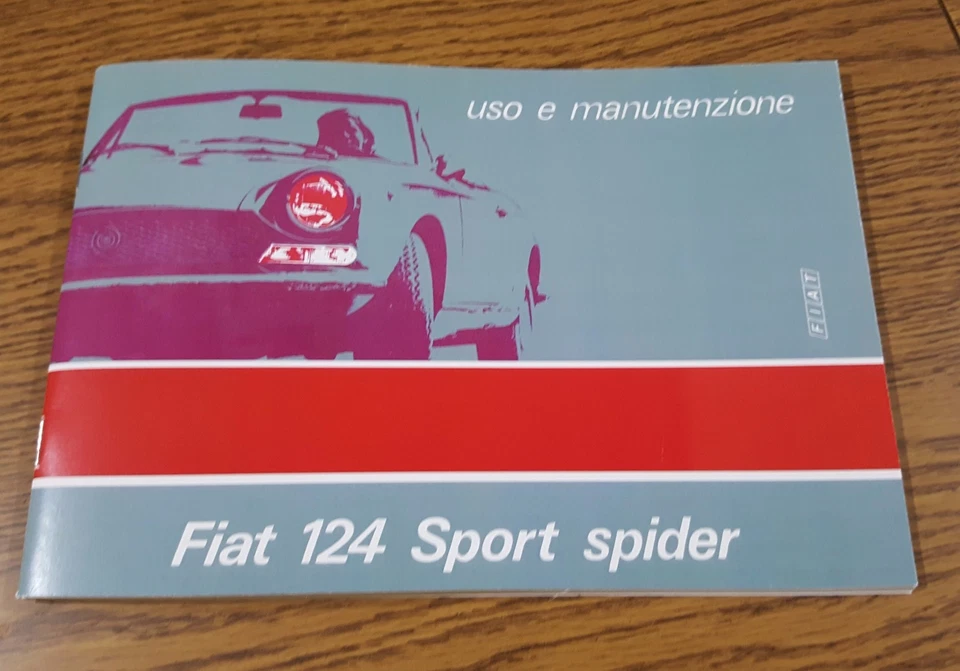 uso e manutenzione
FIAT
Fiat 124 Sport spider